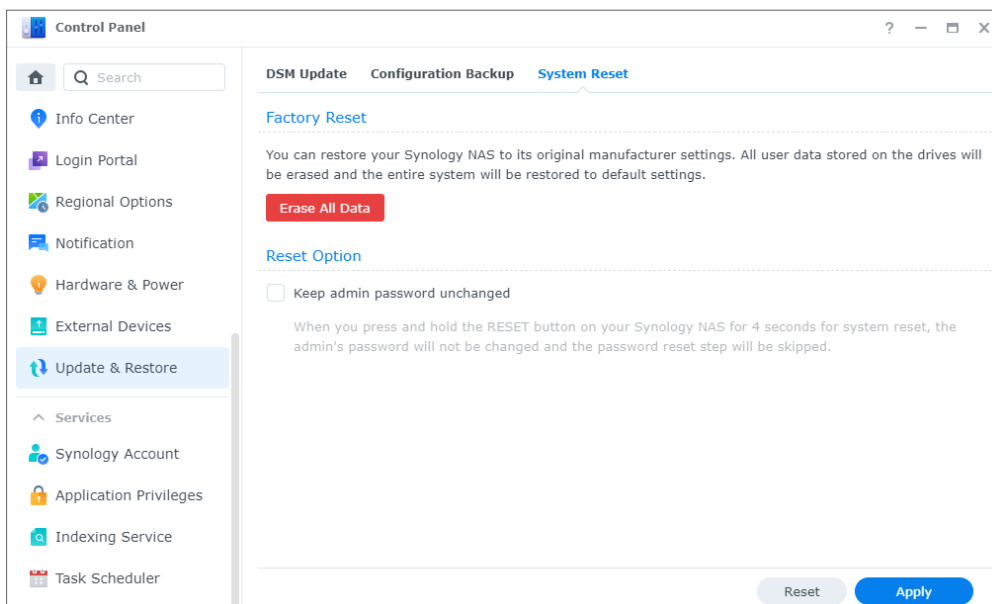 Control Panel
?
Search
Info Center
Login Portal
Regional Options
Notification
Hardware & Power
External Devices
Update & Restore
Services
Synology Account
Application Privileges
Indexing Service
Task Scheduler
DSM Update Configuration Backup System Reset
Factory Reset
You can restore your Synology NAS to its original manufacturer settings. All user data stored on the drives will
be erased and the entire system will be restored to default settings.
Erase All Data
Reset Option
Keep admin password unchanged
When you press and hold the RESET button on your Synology NAS for 4 seconds for system reset, the
admin's password will not be changed and the password reset step will be skipped.
Reset Apply